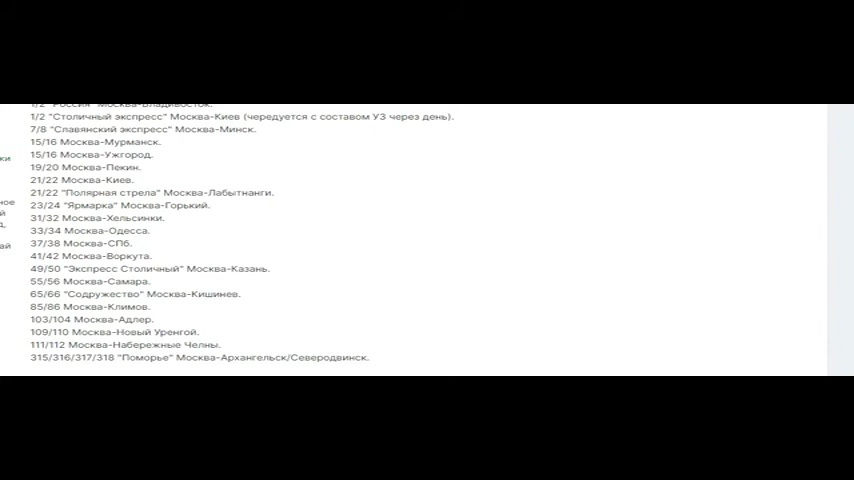 1/2 "Россия" Москва-Владивосток.
1/2 "Столичный экспресс" Москва-Киев (чередуется с составом УЗ через день).
7/8 "Славянский экспресс" Москва-Минск.
15/16 Москва-Мурманск.
15/16 Москва-Ужгород.
19/20 Москва-Пекин.
21/22 Москва-Киев.
21/22 "Полярная стрела" Москва-Лабытнанги.
23/24 "Ярмарка" Москва-Горький.
31/32 Москва-Хельсинки.
33/34 Москва-Одесса.
37/38 Москва-СПб.
41/42 Москва-Воркута.
49/50 "Экспресс Столичный" Москва-Казань.
55/56 Москва-Самара.
65/66 "Содружество" Москва-Кишинев.
85/86 Москва-Климов.
103/104 Москва-Адлер.
109/110 Москва-Новый Уренгой.
111/112 Москва-Набережные Челны.
315/316/317/318 "Поморье" Москва-Архангельск/Северодвинск.